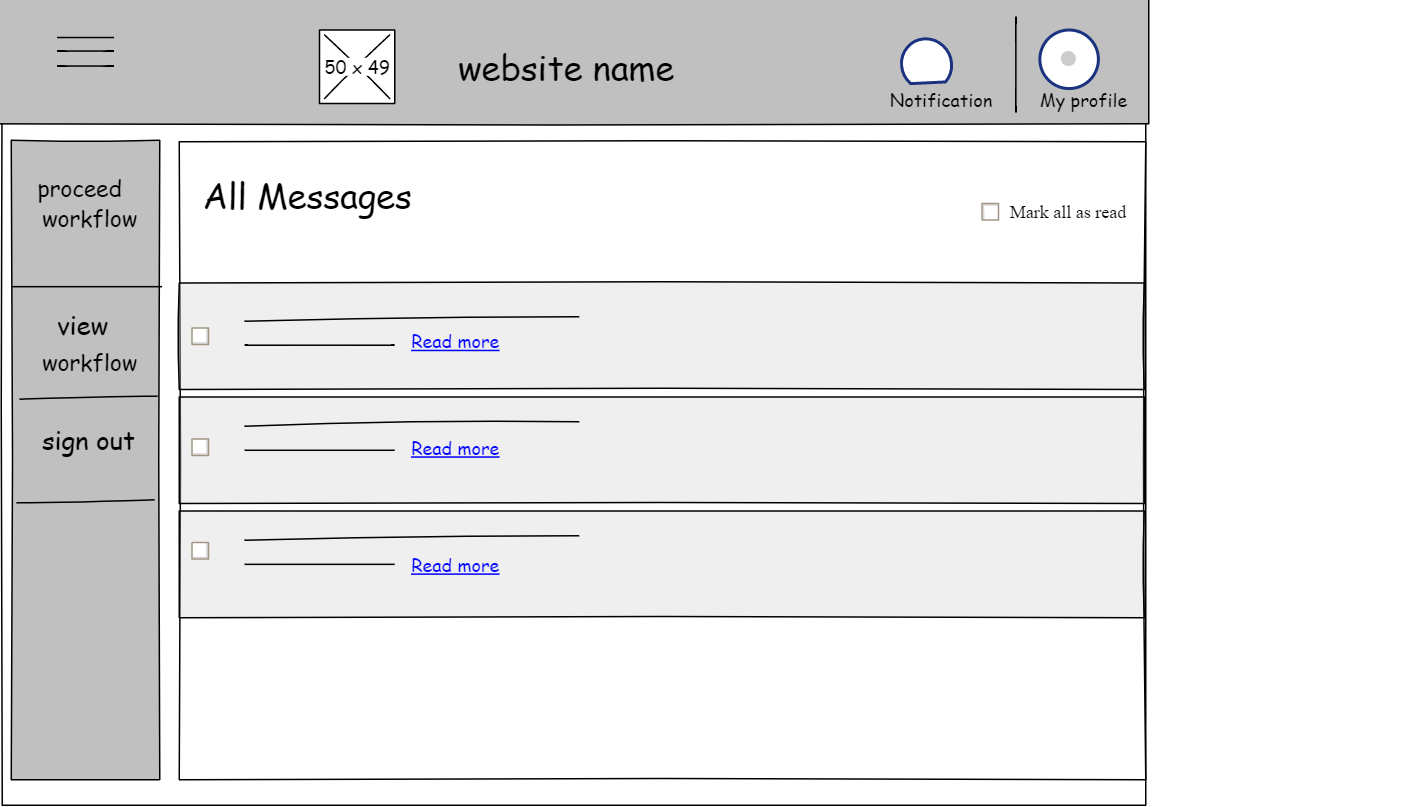 50 x 49
website name
Notification
My profile
proceed
workflow
view
workflow
sign out
All Messages
Mark all as read
Read more
Read more
Read more